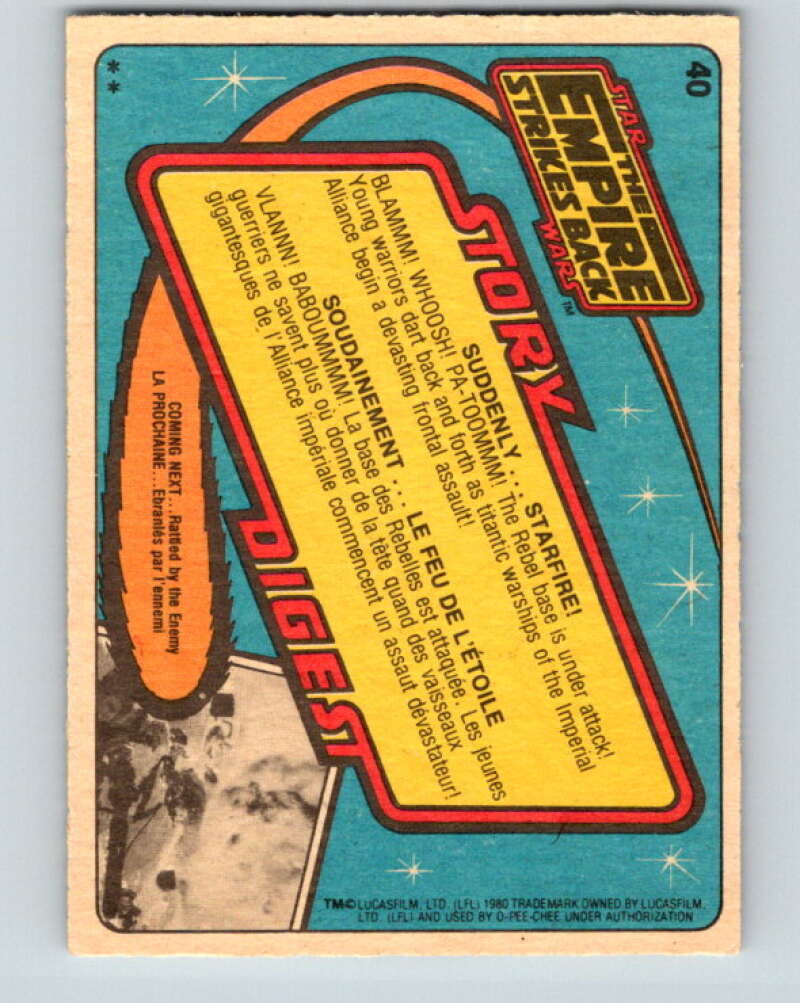 40
STAR
THE
EMPIRE
STRIKES BACK
WARS™
STORY
SUDDENLY . . . STARFIRE!
BLAMMM! WHOOSH! PA-TOOMMM! The Rebel base is under attack!
Young warriors dart back and forth as titantic warships of the Imperial
Alliance begin a devasting frontal assault!
SOUDAINEMENT . . . LE FEU DE L'ÉTOILE
VLANNN! BABOUMMMM! La base des Rebelles est attaquée. Les jeunes
guerriers ne savent plus où donner de la tête quand des vaisseaux
gigantesques de l'Alliance impériale commencent un assaut dévastateur!
DIGEST
COMING NEXT...Rattled by the Enemy
LA PROCHAINE...Ebranlés par l'ennemi
**
TM© LUCASFILM, LTD. (LFL) 1980 TRADEMARK OWNED BY LUCASFILM,
LTD. (LFL) AND USED BY O-PEE-CHEE UNDER AUTHORIZATION